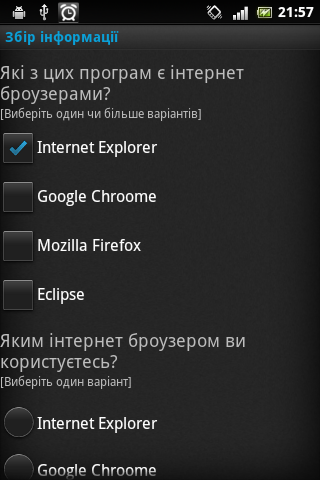 21:57
Збір інформації
Які з цих програм є інтернет
броузерами?
[Виберіть один чи більше варіантів]
Internet Explorer
Google Chroome
Mozilla Firefox
Eclipse
Яким інтернет броузером ви
користуєтесь?
[Виберіть один варіант]
Internet Explorer
Google Chroome